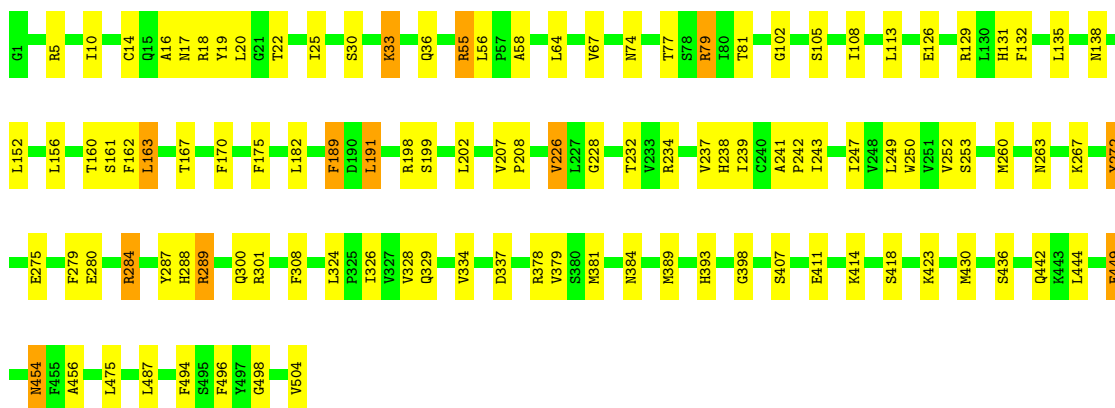 G1 R5 I10 C14 Q15 A16 N17 R18 Y19 L20 G21 T22 I25 S30 K33 Q36 R55 L56 P57 A58 L64 V67 N74 T77 S78 R79 I80 T81 G102 S105 I108 L113 E126 R129 L130 H131 F132 L135 N138
L152 L156 T160 S161 F162 L163 T167 F170 F175 L182 F189 D190 L191 R198 S199 L202 V207 P208 V226 L227 G228 T232 V233 R234 V237 H238 I239 C240 A241 P242 I243 I247 V248 L249 W250 V251 V252 S253 M260 N263 K267
E275 F279 E280 R284 Y287 H288 R289 Q300 R301 F308 L324 P325 I326 V327 V328 Q329 V334 D337 R378 V379 S380 M381 N384 M389 H393 G398 S407 E411 K414 S418 K423 M430 S436 Q442 K443 L444
N454 F455 A456 L475 L487 F494 S495 F496 Y497 G498 V504